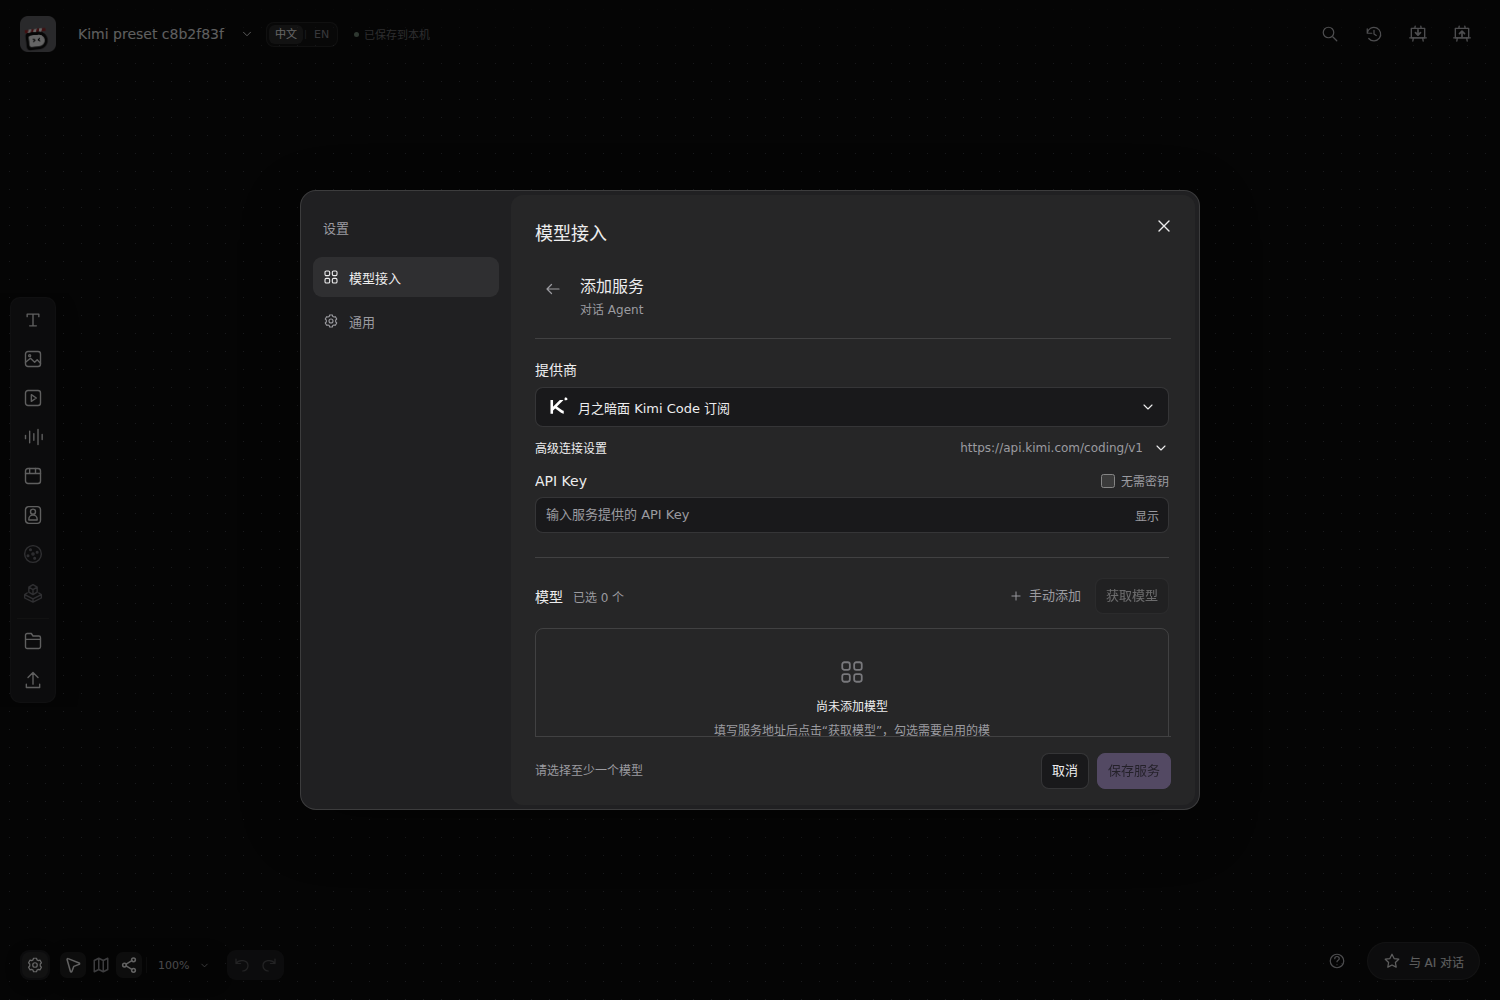 Kimi preset c8b2f83f
中文 EN
已保存到本机
设置
模型接入
通用
模型接入
添加服务
对话 Agent
提供商
月之暗面 Kimi Code 订阅
高级连接设置
https://api.kimi.com/coding/v1
API Key
无需密钥
输入服务提供的 API Key
显示
模型 已选 0 个
手动添加
获取模型
尚未添加模型
填写服务地址后点击“获取模型”，勾选需要启用的模
请选择至少一个模型
取消
保存服务
100%
与 AI 对话